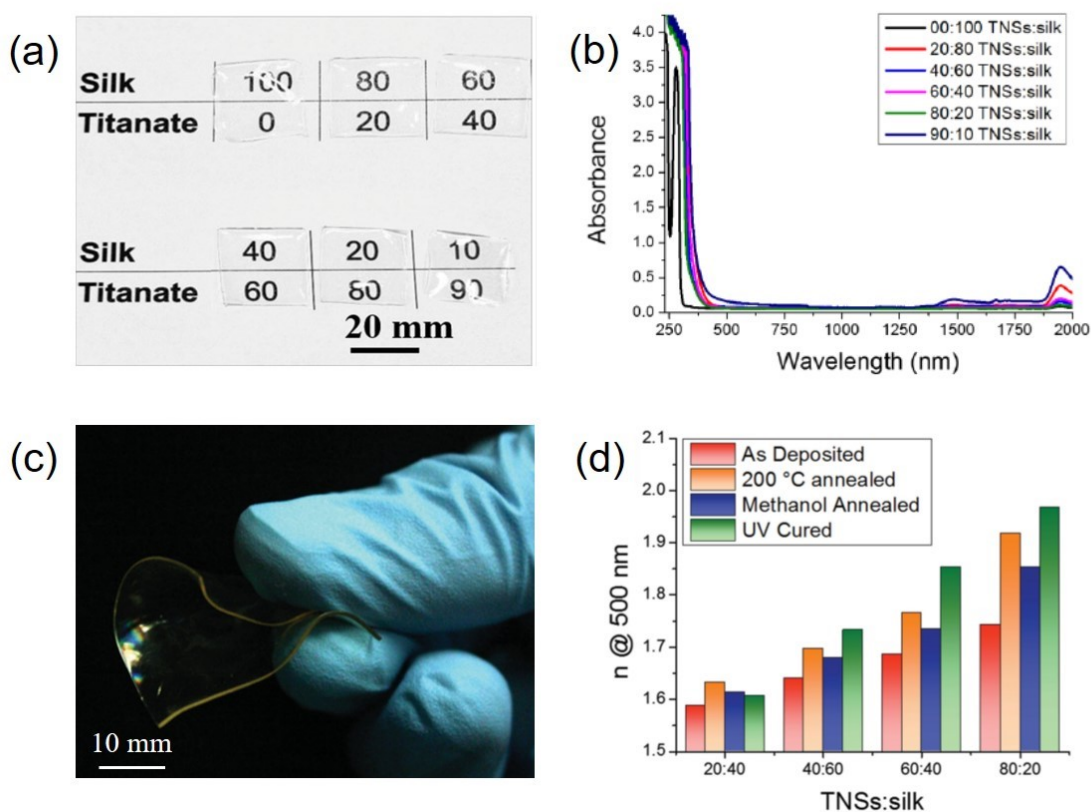 (a)
Silk 100 80 60
Titanate 0 20 40
Silk 40 20 10
Titanate 60 80 90
20 mm
(b)
4.0
3.5
3.0
2.5
2.0
1.5
1.0
0.5
0.0
Absorbance
00:100 TNSs:silk
20:80 TNSs:silk
40:60 TNSs:silk
60:40 TNSs:silk
80:20 TNSs:silk
90:10 TNSs:silk
250 500 750 1000 1250 1500 1750 2000
Wavelength (nm)
(c)
10 mm
(d)
2.1
2.0
1.9
1.8
1.7
1.6
1.5
n @ 500 nm
As Deposited
200 °C annealed
Methanol Annealed
UV Cured
20:40 40:60 60:40 80:20
TNSs:silk